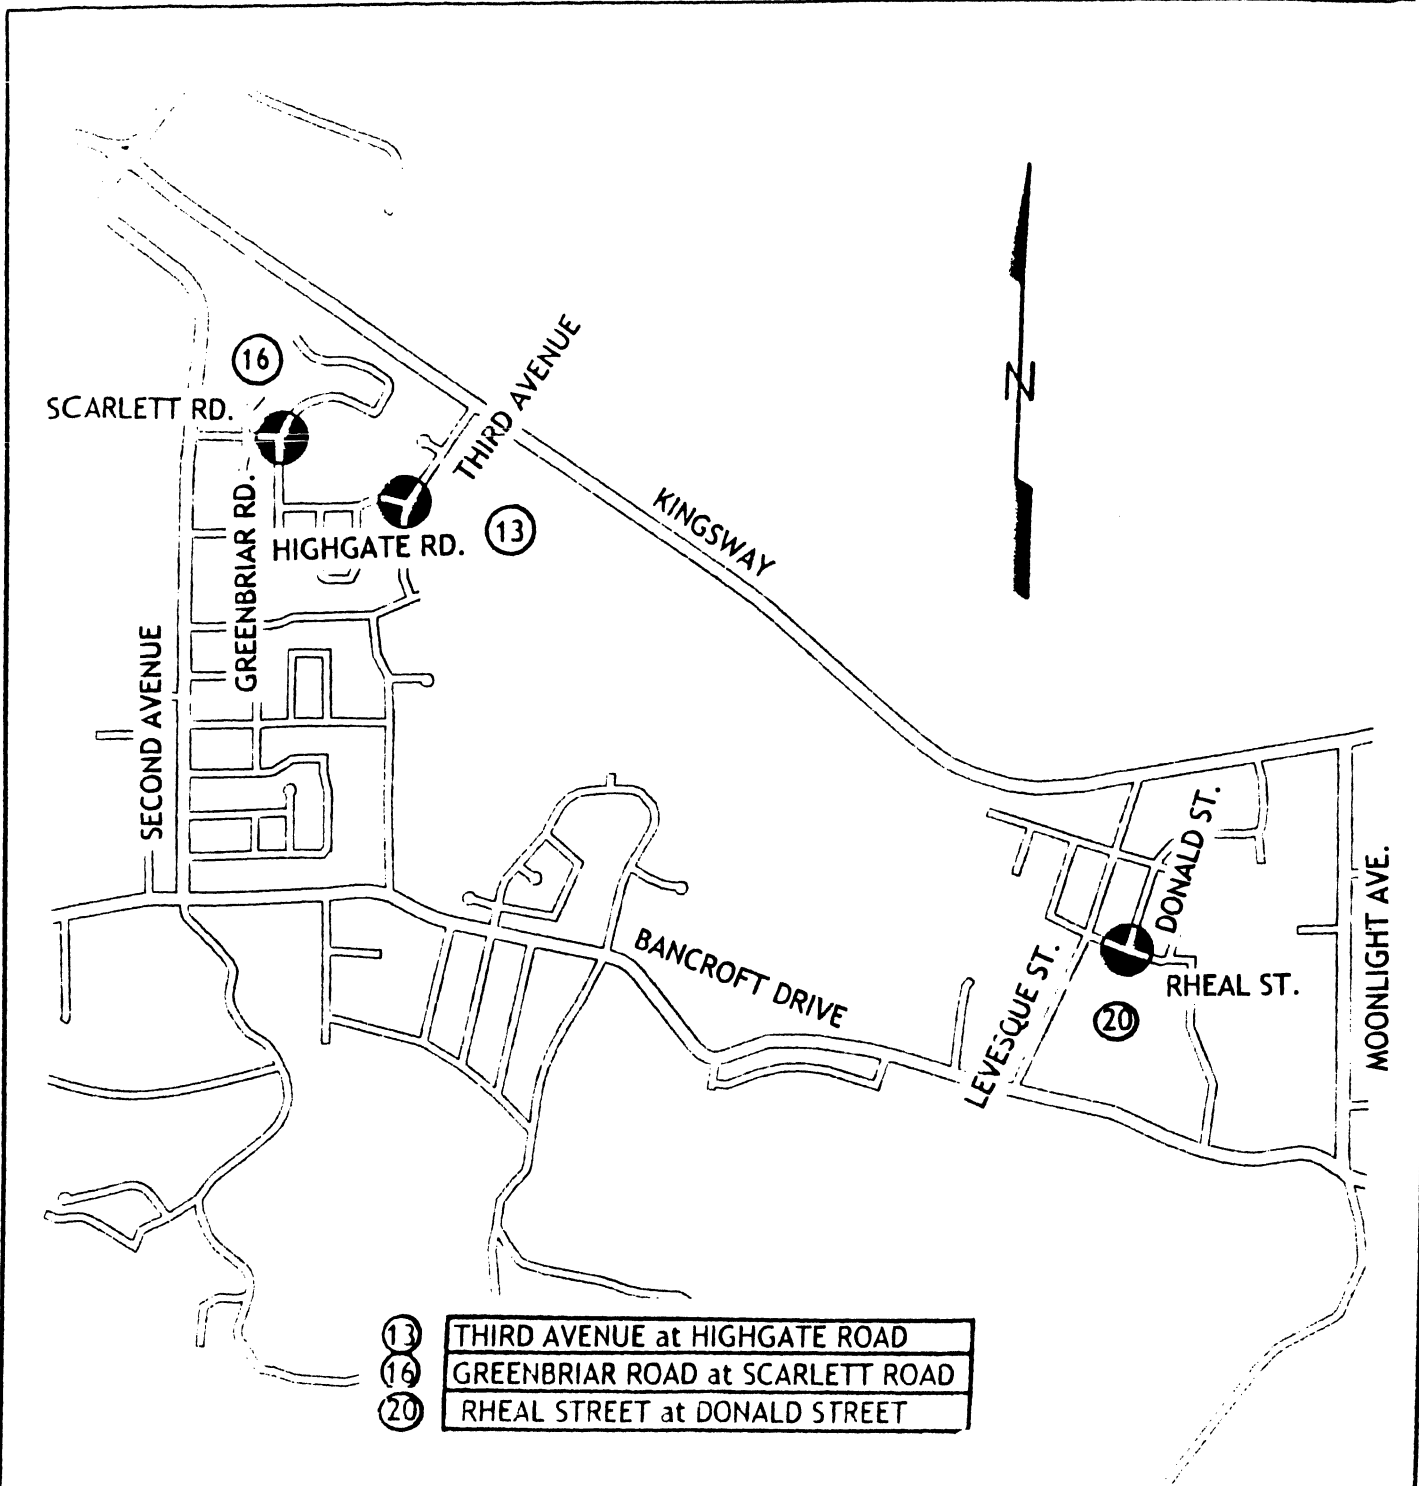 N
16
SCARLETT RD.
THIRD AVENUE
KINGSWAY
13
HIGHGATE RD.
GREENBRIAR RD.
SECOND AVENUE
DONALD ST.
MOONLIGHT AVE.
BANCROFT DRIVE
LEVESQUE ST.
RHEAL ST.
20
13 THIRD AVENUE at HIGHGATE ROAD
16 GREENBRIAR ROAD at SCARLETT ROAD
20 RHEAL STREET at DONALD STREET